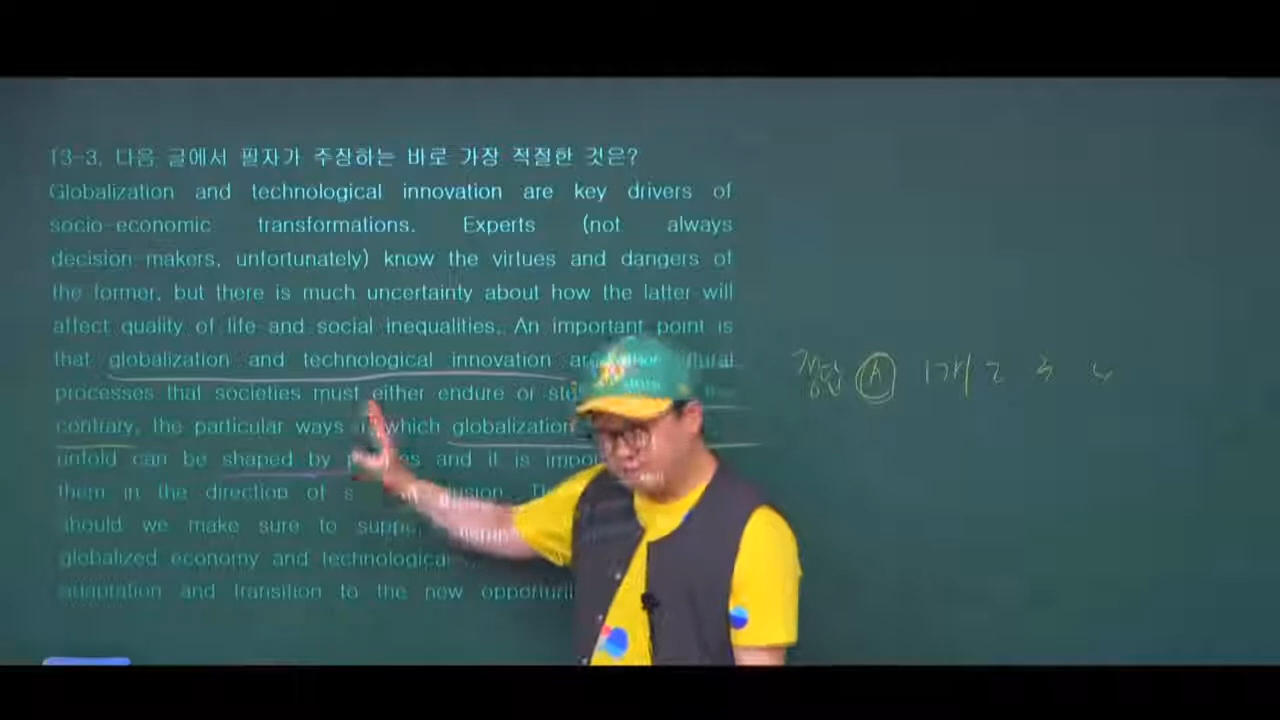 13-3. 다음 글에서 필자가 주장하는 바로 가장 적절한 것은?
Globalization and technological innovation are key drivers of
socio-economic transformations. Experts (not always
decision makers, unfortunately) know the virtues and dangers of
the former, but there is much uncertainty about how the latter will
affect quality of life and social inequalities. An important point is
that globalization and technological innovation
processes that societies must either endure or
contrary, the particular ways which globalization
unfold can be shaped by and it is
them in the direction of
should we make sure to
globalized economy and
adaptation and transition to the new
정답 A 1개 2 3 4